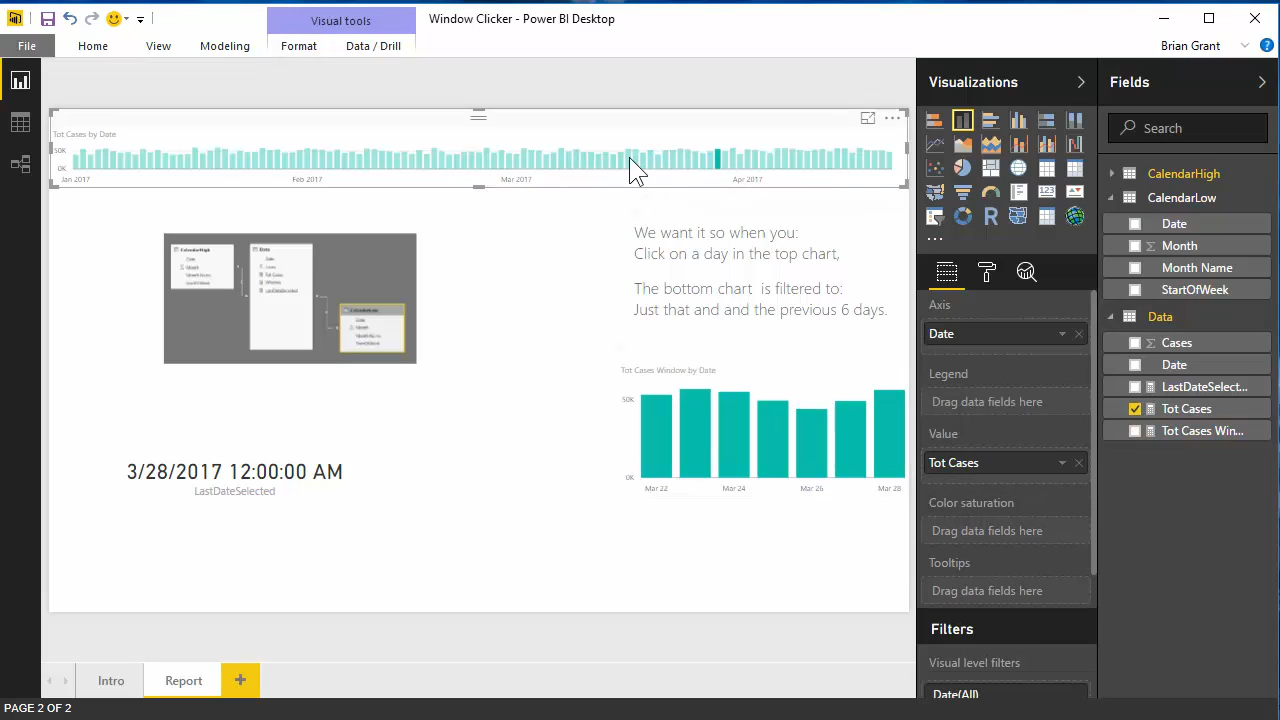 Visual tools
Window Clicker - Power BI Desktop
File
Home
View
Modeling
Format
Data / Drill
Brian Grant
Tot Cases by Date
50K
0K
Jan 2017
Feb 2017
Mar 2017
Apr 2017
CalendarHigh
Data
We want it so when you:
Click on a day in the top chart,
The bottom chart  is filtered to:
Just that and and the previous 6 days.
Tot Cases Window by Date
50K
0K
Mar 22
Mar 24
Mar 26
Mar 28
3/28/2017 12:00:00 AM
LastDateSelected
Visualizations
123
R
Axis
Date
Legend
Drag data fields here
Value
Tot Cases
Color saturation
Drag data fields here
Tooltips
Drag data fields here
Filters
Visual level filters
Date(All)
Fields
Search
CalendarHigh
CalendarLow
Date
Month
Month Name
StartOfWeek
Data
Cases
Date
LastDateSelect...
Tot Cases
Tot Cases Win...
Intro
Report
PAGE 2 OF 2